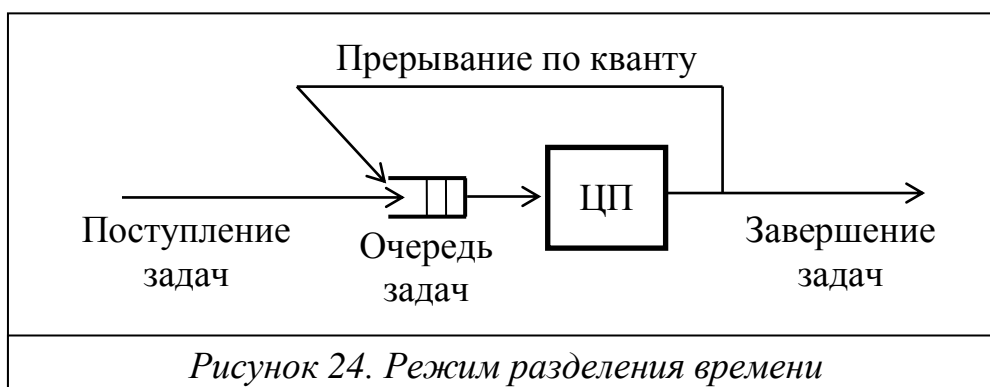 Прерывание по кванту
ЦП
Поступление
задач
Очередь
задач
Завершение
задач
Рисунок 24. Режим разделения времени